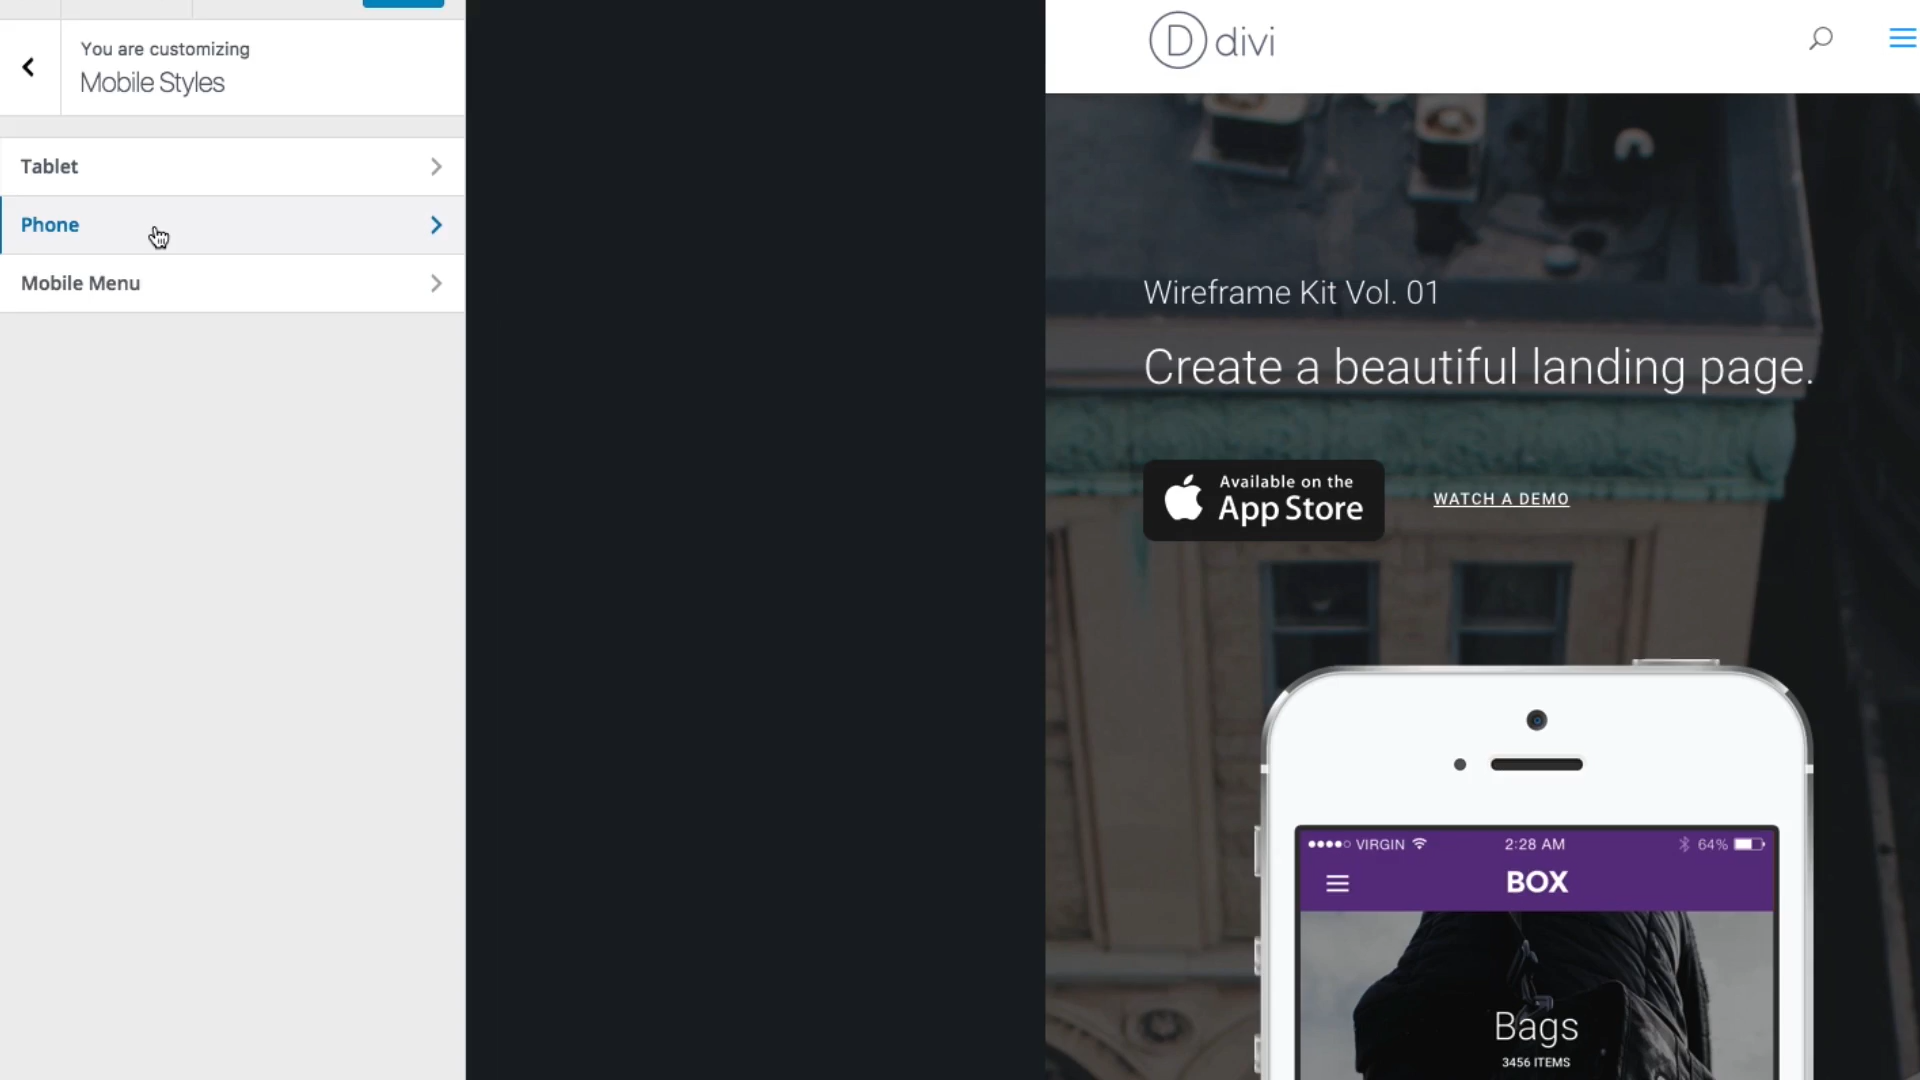 You are customizing
Mobile Styles
Tablet
Phone
Mobile Menu
D divi
Wireframe Kit Vol. 01
Create a beautiful landing page.
Available on the
App Store
WATCH A DEMO
VIRGIN 2:28 AM 64%
BOX
Bags
3456 ITEMS